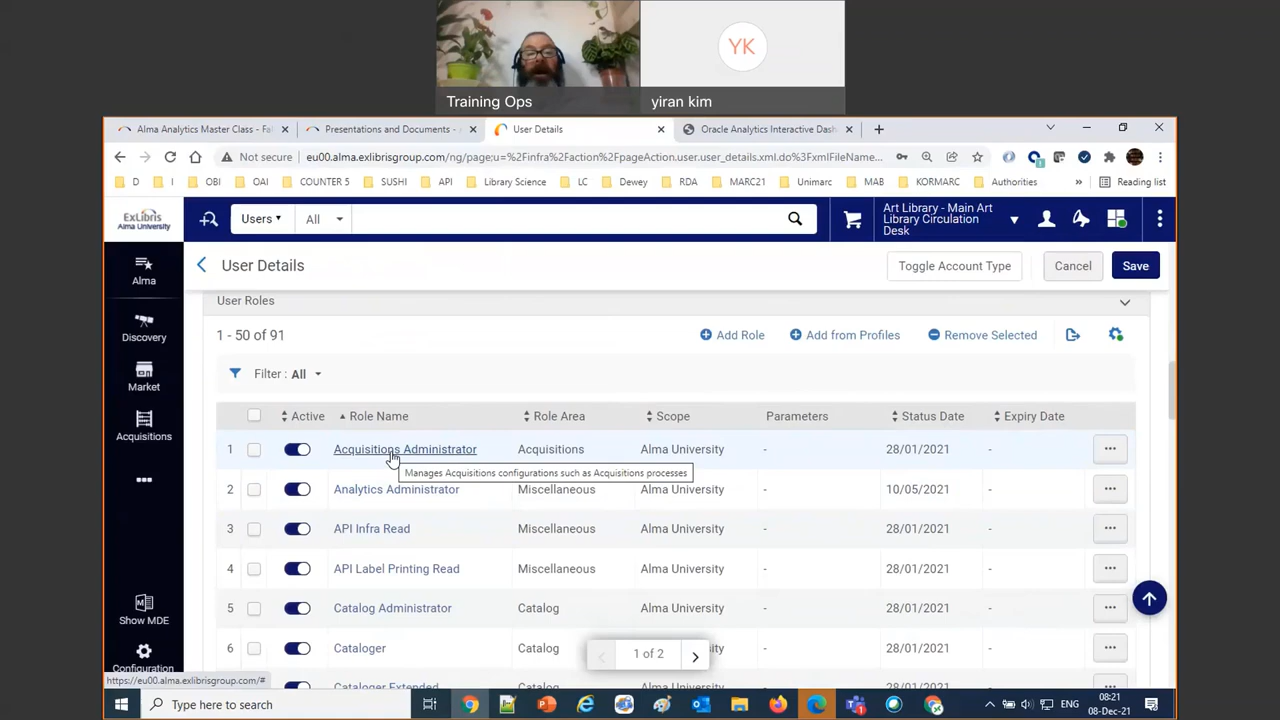 YK
Training Ops
yiran kim
Alma Analytics Master Class - Fal
Presentations and Documents - A
User Details
Oracle Analytics Interactive Dash
Not secure
eu00.alma.exlibrisgroup.com/ng/page;u=%2Finfra%2Faction%2FpageAction.user.user_details.xml.do%3FxmlFileName...
D
I
OBI
OAI
COUNTER 5
SUSHI
API
Library Science
LC
Dewey
RDA
MARC21
Unimarc
MAB
KORMARC
Authorities
»
Reading list
ExLibris
Alma University
Users
All
Art Library - Main Art
Library Circulation
Desk
Alma
User Details
Toggle Account Type
Cancel
Save
Discovery
Market
Acquisitions
Show MDE
Configuration
User Roles
1 - 50 of 91
Add Role
Add from Profiles
Remove Selected
Filter : All
Active
Role Name
Role Area
Scope
Parameters
Status Date
Expiry Date
1 Acquisitions Administrator Acquisitions Alma University - 28/01/2021 -
Manages Acquisitions configurations such as Acquisitions processes
2 Analytics Administrator Miscellaneous Alma University - 10/05/2021 -
3 API Infra Read Miscellaneous Alma University - 28/01/2021 -
4 API Label Printing Read Miscellaneous Alma University - 28/01/2021 -
5 Catalog Administrator Catalog Alma University - 28/01/2021 -
6 Cataloger Catalog Alma University - 28/01/2021 -
1 of 2
Cataloger Extended Catalog
https://eu00.alma.exlibrisgroup.com/#
Type here to search
ENG
08:21
08-Dec-21